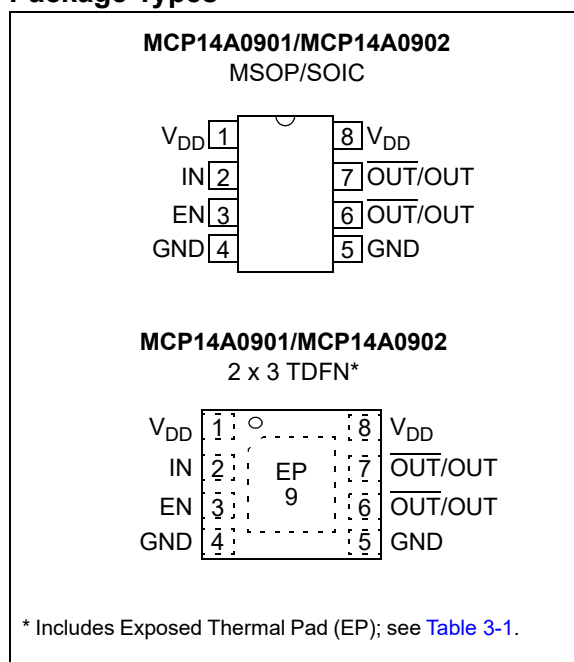 MCP14A0901/MCP14A0902
MSOP/SOIC
VDD 1 8 VDD
IN 2 7 OUT/OUT
EN 3 6 OUT/OUT
GND 4 5 GND
MCP14A0901/MCP14A0902
2 x 3 TDFN*
VDD 1 8 VDD
IN 2 EP 7 OUT/OUT
EN 3 9 6 OUT/OUT
GND 4 5 GND
* Includes Exposed Thermal Pad (EP); see Table 3-1.